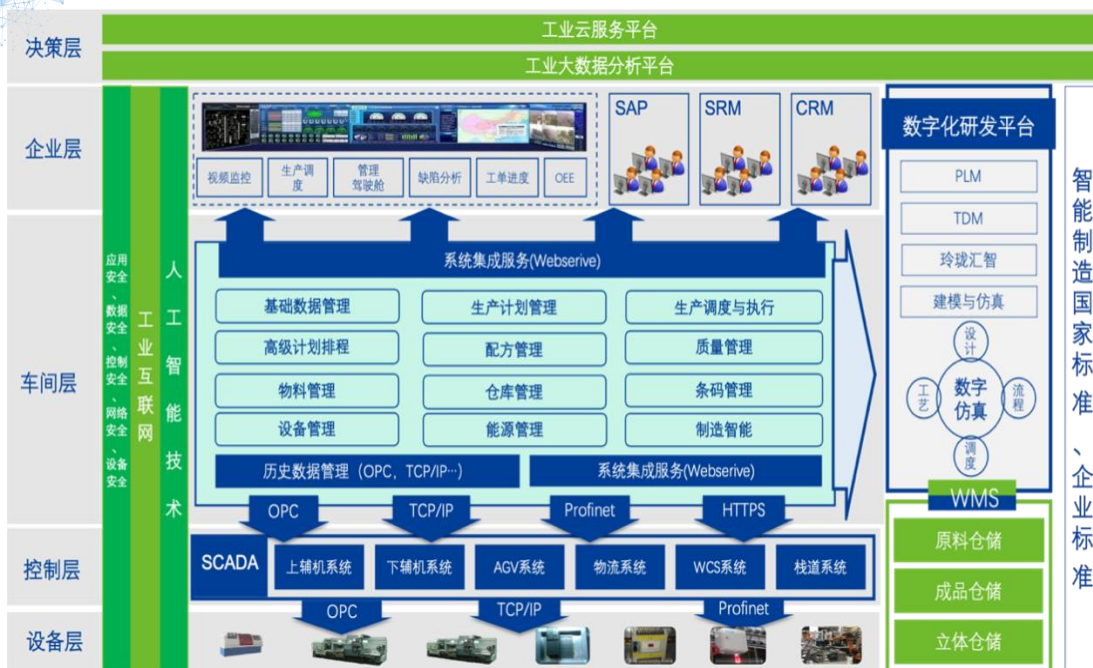 决策层
工业云服务平台
工业大数据分析平台
企业层
视频监控
生产调
度
管理
驾驶舱
缺陷分析
工单进度
OEE
SAP
SRM
CRM
数字化研发平台
PLM
TDM
玲珑汇智
建模与仿真
设计
工艺
数字
仿真
流程
调度
车间层
应用
安全
、
数据
安全
、
控制
安全
、
网络
安全
、
设备
安全
工业互联网
人工智能技术
系统集成服务(Webserive)
基础数据管理
生产计划管理
生产调度与执行
高级计划排程
配方管理
质量管理
物料管理
仓库管理
条码管理
设备管理
能源管理
制造智能
历史数据管理（OPC，TCP/IP…）
系统集成服务(Webserive)
OPC
TCP/IP
Profinet
HTTPS
控制层
SCADA
上辅机系统
下辅机系统
AGV系统
物流系统
WCS系统
栈道系统
OPC
TCP/IP
Profinet
设备层
WMS
原料仓储
成品仓储
立体仓储
智能制造国家标准、企业标准